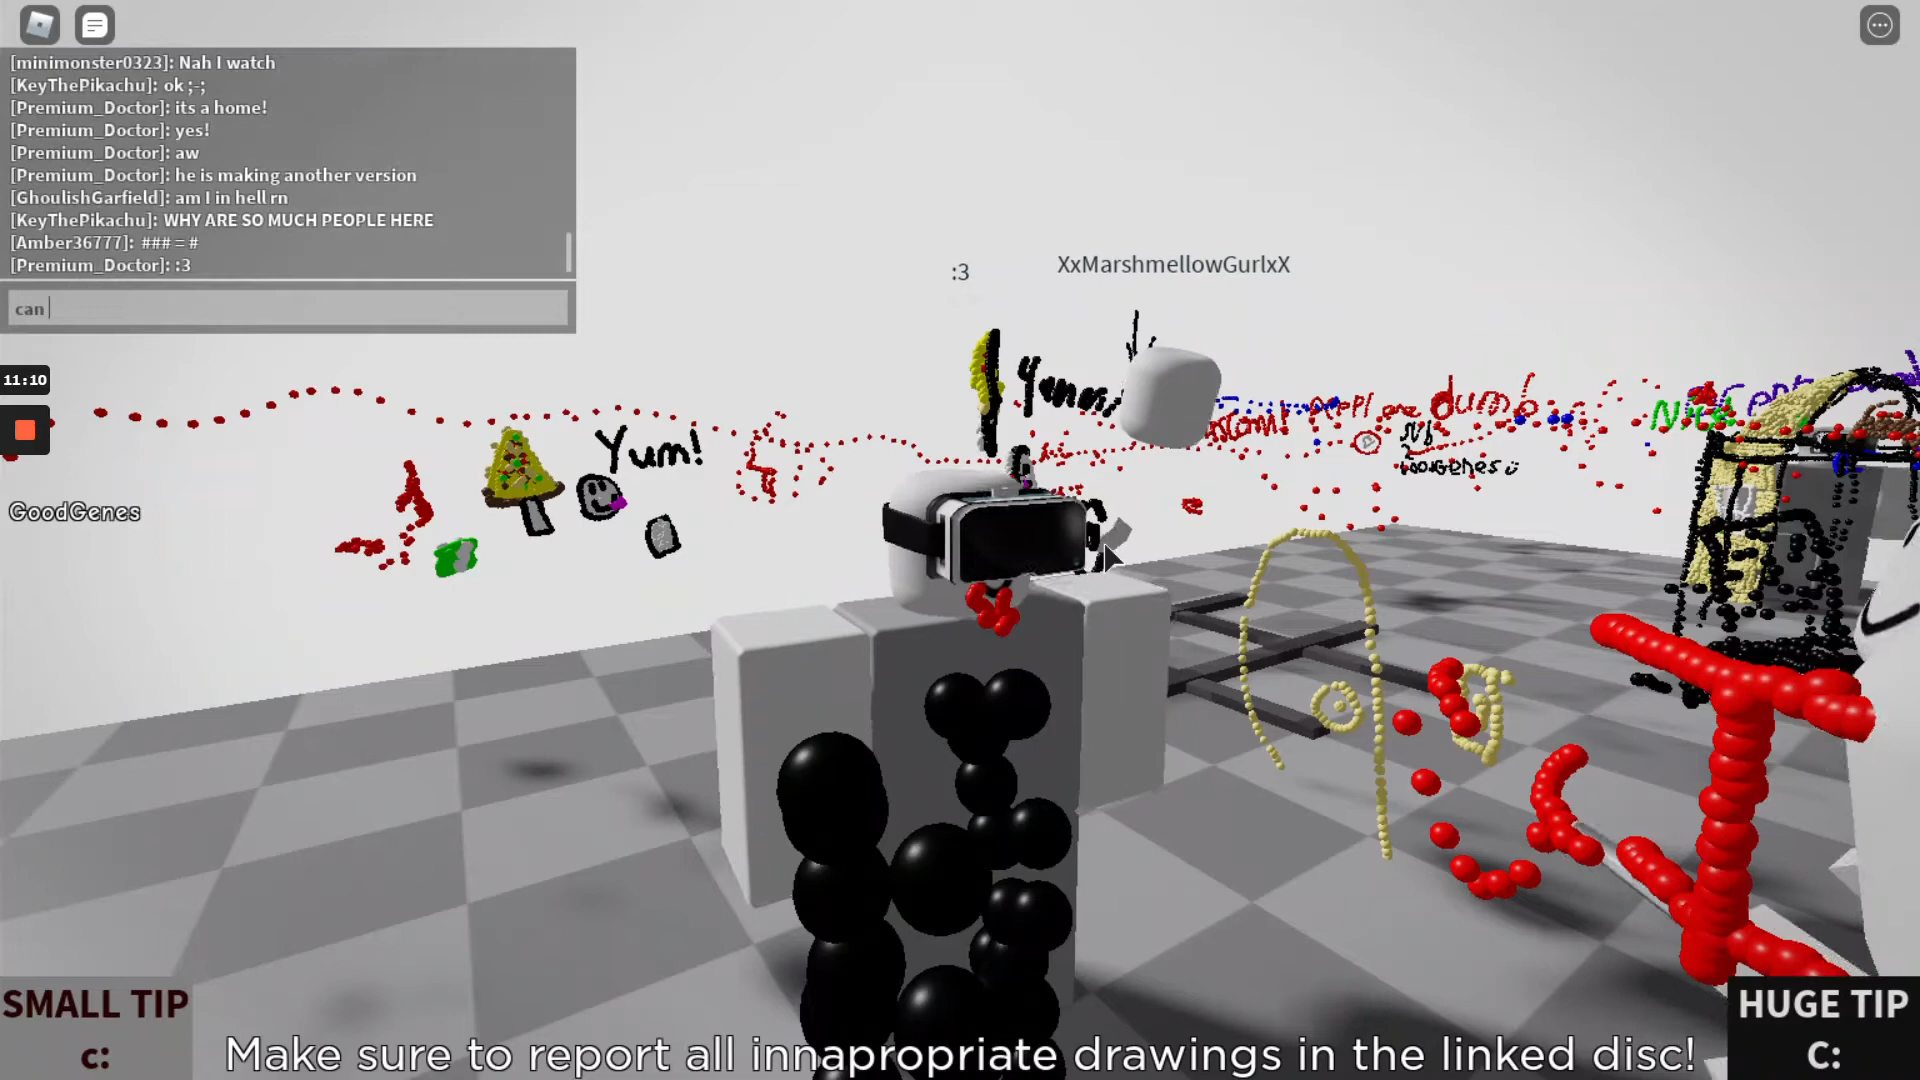 [minimonster0323]: Nah I watch
[KeyThePikachu]: ok ;-;
[Premium_Doctor]: its a home!
[Premium_Doctor]: yes!
[Premium_Doctor]: aw
[Premium_Doctor]: he is making another version
[GhoulishGarfield]: am I in hell rn
[KeyThePikachu]: WHY ARE SO MUCH PEOPLE HERE
[Amber36777]: ### = #
[Premium_Doctor]: :3
can
:3
XxMarshmellowGurlxX
11:10
Yum!
dumb
GoodGenes
SMALL TIP
c:
Make sure to report all innapropriate drawings in the linked disc!
HUGE TIP
C: